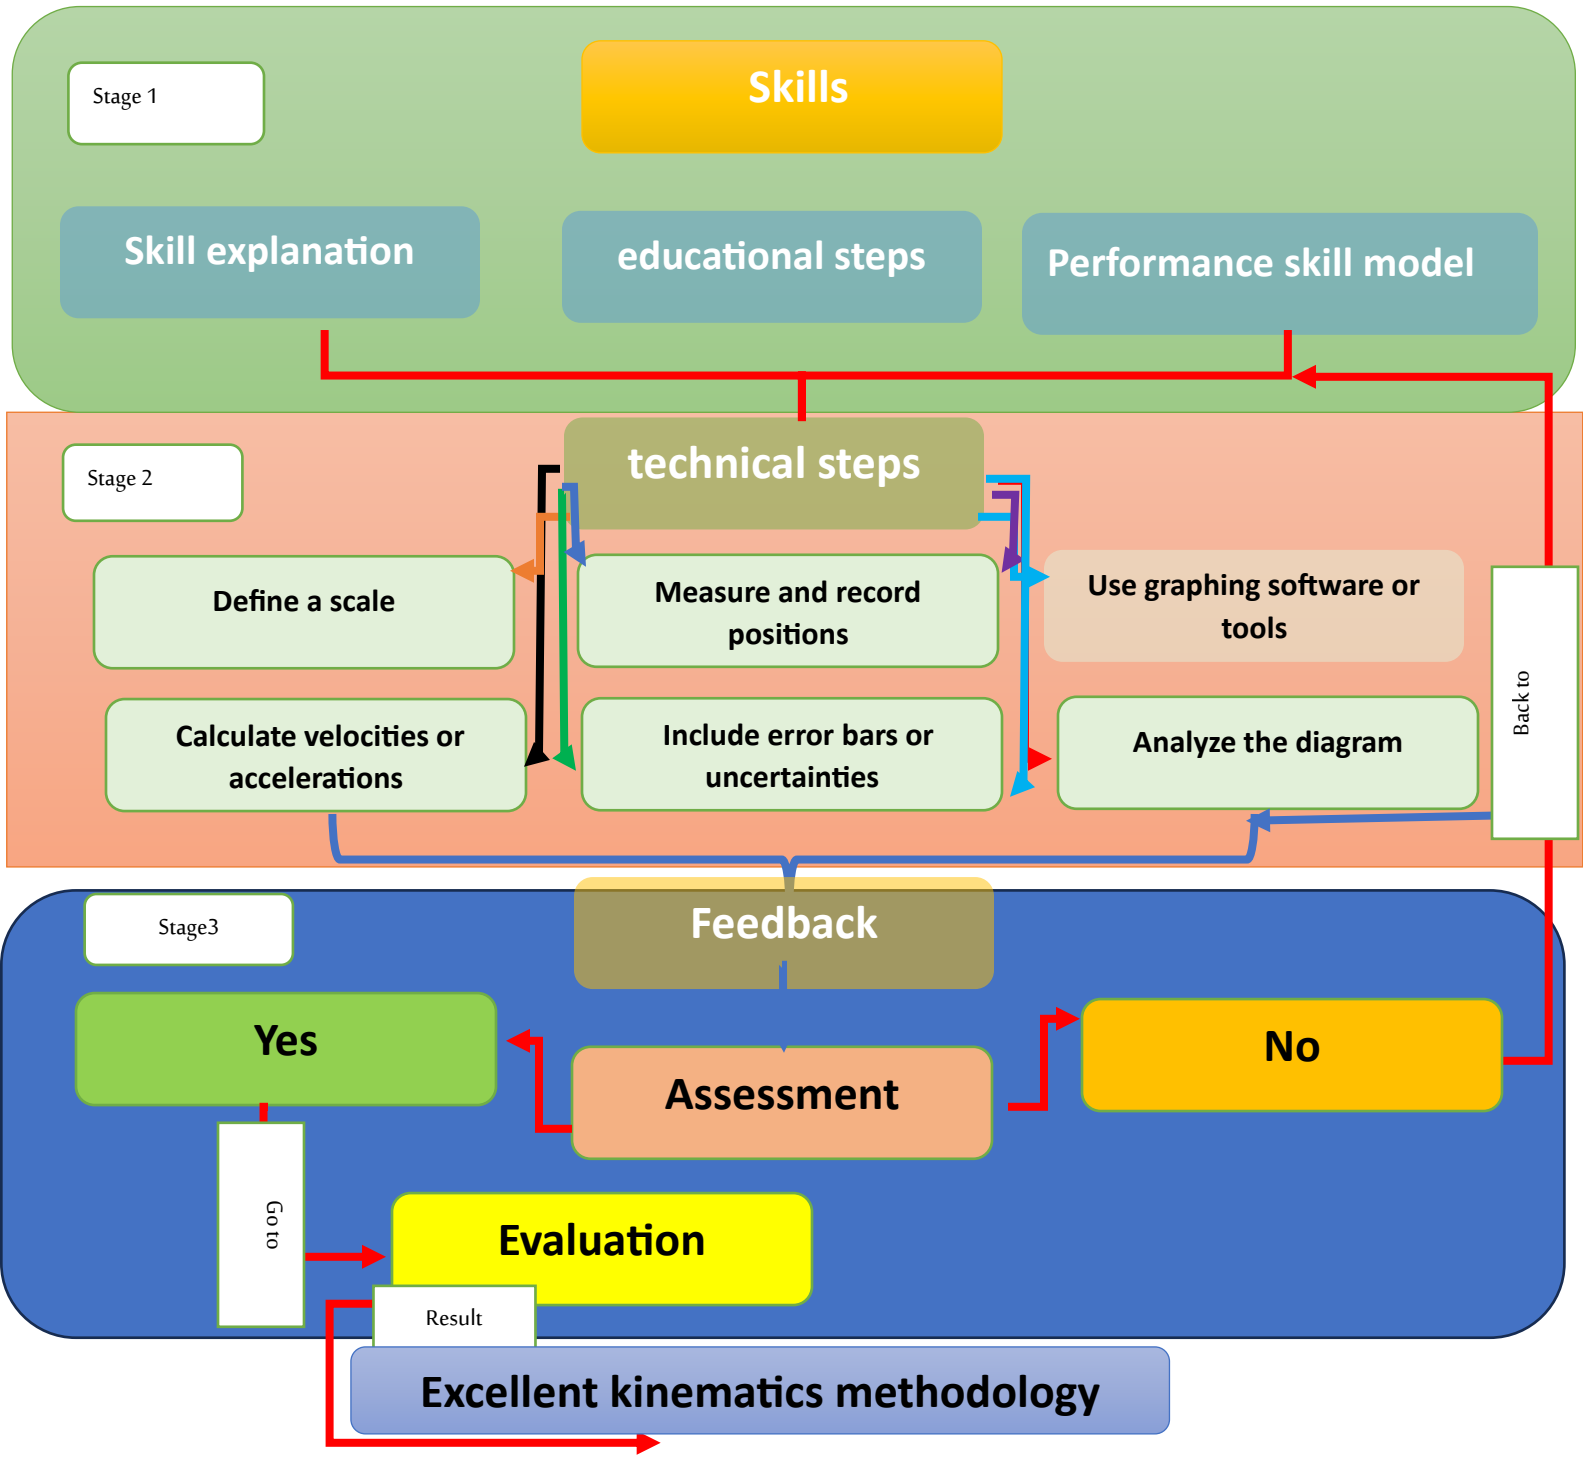 Stage 1
Skills
Skill explanation
educational steps
Performance skill model
Stage 2
technical steps
Define a scale
Measure and record
positions
Use graphing software or
tools
Calculate velocities or
accelerations
Include error bars or
uncertainties
Analyze the diagram
Back to
Stage3
Feedback
Yes
Assessment
No
Go to
Evaluation
Result
Excellent kinematics methodology